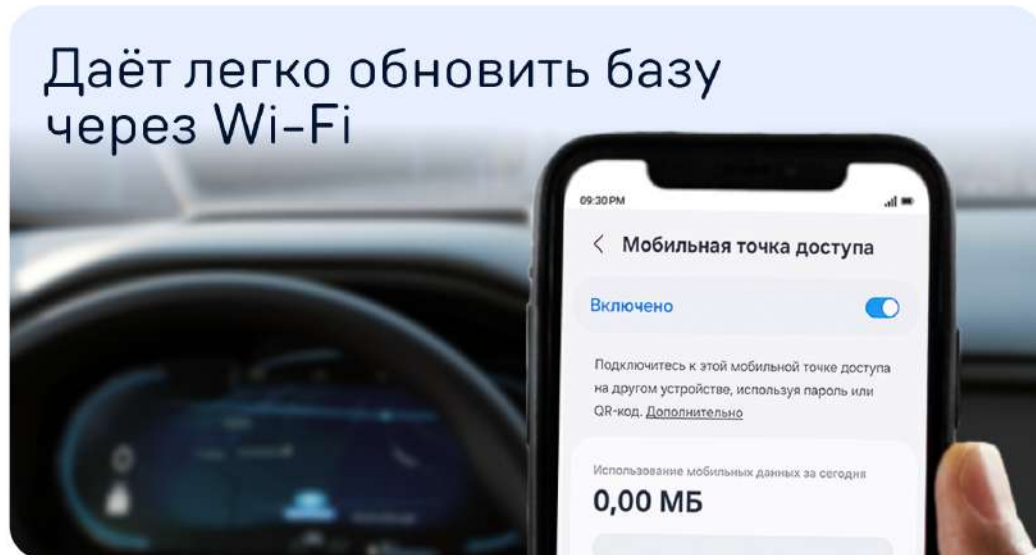 Даёт легко обновить базу
через Wi-Fi
09:30 PM
Мобильная точка доступа
Включено
Подключитесь к этой мобильной точке доступа
на другом устройстве, используя пароль или
QR-код. Дополнительно
Использование мобильных данных за сегодня
0,00 МБ